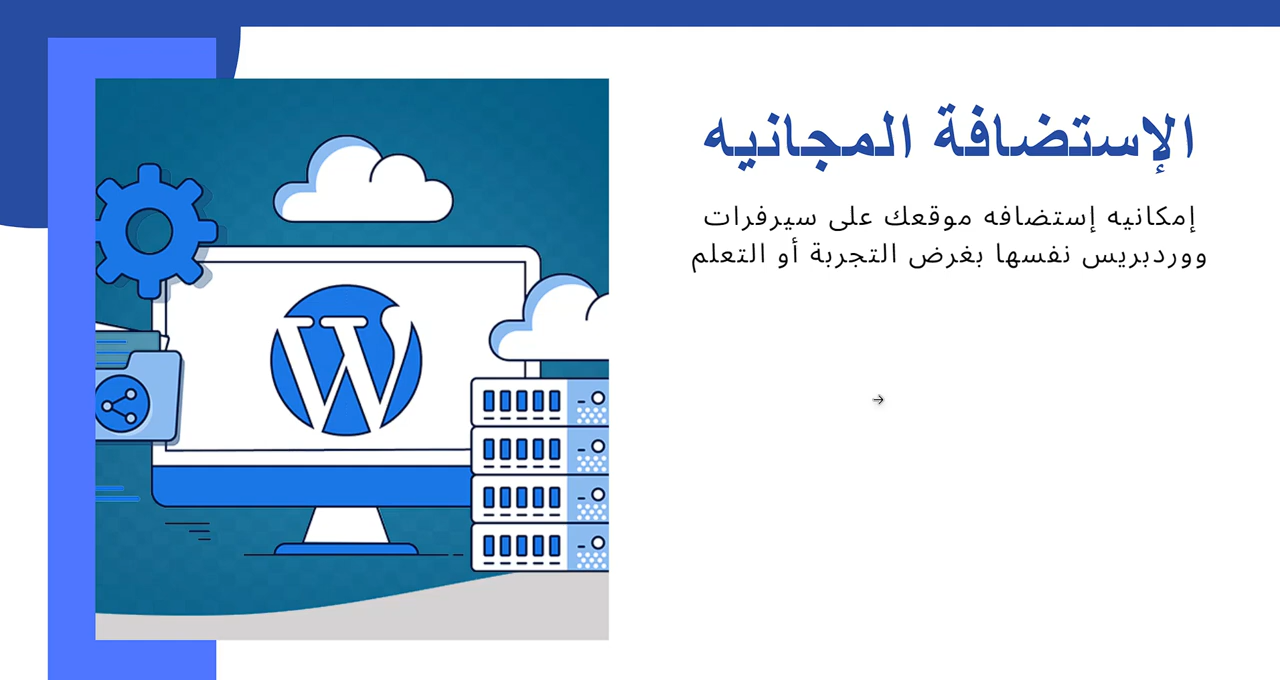 الإستضافة المجانيه
إمكانيه إستضافه موقعك على سيرفرات
ووردبريس نفسها بغرض التجربة أو التعلم